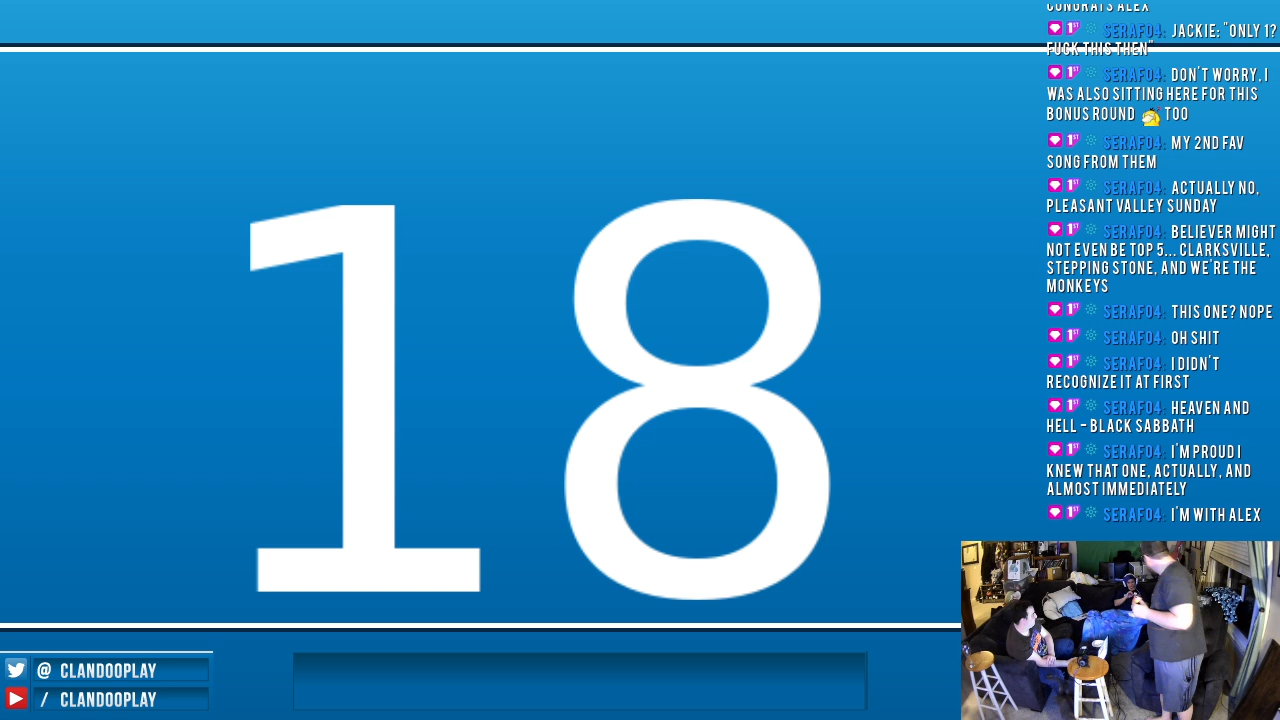 18
CONGRATS ALEX
SERAF04: JACKIE: "ONLY 1?
FUCK THIS THEN"
SERAF04: DON'T WORRY, I
WAS ALSO SITTING HERE FOR THIS
BONUS ROUND TOO
SERAF04: MY 2ND FAV
SONG FROM THEM
SERAF04: ACTUALLY NO,
PLEASANT VALLEY SUNDAY
SERAF04: BELIEVER MIGHT
NOT EVEN BE TOP 5... CLARKSVILLE,
STEPPING STONE, AND WE'RE THE
MONKEYS
SERAF04: THIS ONE? NOPE
SERAF04: OH SHIT
SERAF04: I DIDN'T
RECOGNIZE IT AT FIRST
SERAF04: HEAVEN AND
HELL - BLACK SABBATH
SERAF04: I'M PROUD I
KNEW THAT ONE, ACTUALLY, AND
ALMOST IMMEDIATELY
SERAF04: I'M WITH ALEX
@ CLANDOOPLAY
/ CLANDOOPLAY